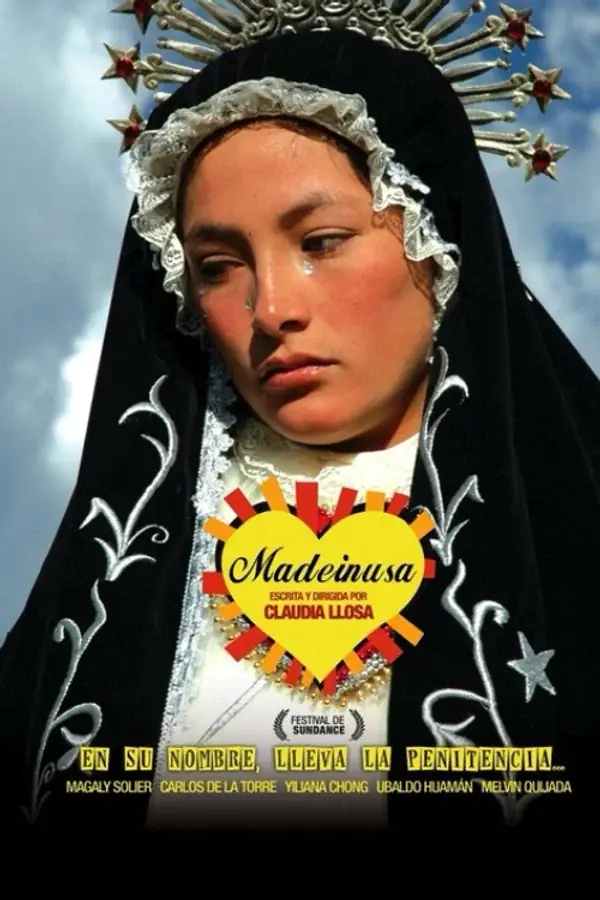 Madeinusa
ESCRITA Y DIRIGIDA POR
CLAUDIA LLOSA
FESTIVAL DE
SUNDANCE
EN SU NOMBRE, LLEVA LA PENITENCIA...
MAGALY SOLIER CARLOS DE LA TORRE YILIANA CHONG UBALDO HUAMÁN MELVIN QUIJADA